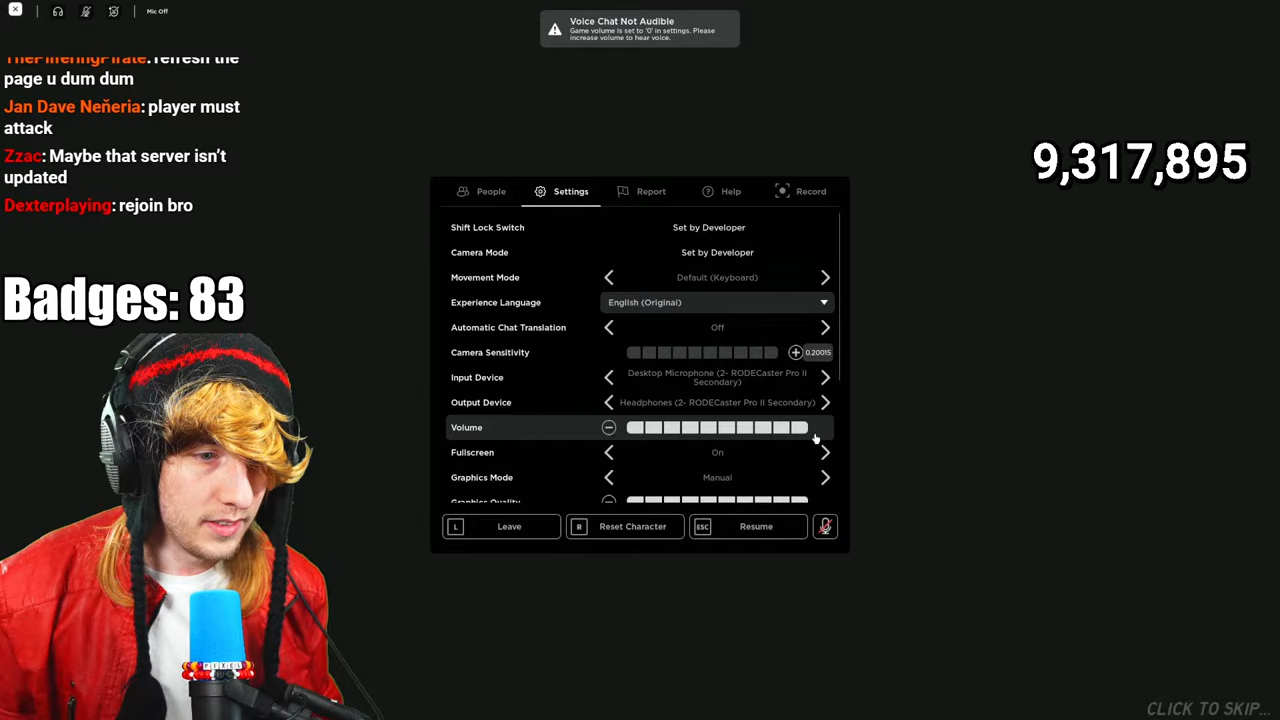 Mic Off
Voice Chat Not Audible
Game volume is set to '0' in settings. Please
increase volume to hear voice.
ThePilferingPirate: refresh the
page u dum dum
Jan Dave Neňeria: player must
attack
Zzac: Maybe that server isn't
updated
Dexterplaying: rejoin bro
9,317,895
Badges: 83
People
Settings
Report
Help
Record
Shift Lock Switch
Set by Developer
Camera Mode
Set by Developer
Movement Mode
Default (Keyboard)
Experience Language
English (Original)
Automatic Chat Translation
Off
Camera Sensitivity
0.20015
Input Device
Desktop Microphone (2- RODECaster Pro II
Secondary)
Output Device
Headphones (2- RODECaster Pro II Secondary)
Volume
Fullscreen
On
Graphics Mode
Manual
Graphics Quality
L
Leave
R
Reset Character
ESC
Resume
PIXEL
CLICK TO SKIP...